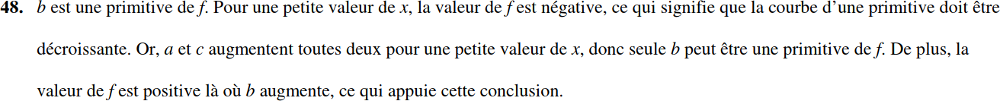 48. b est une primitive de f. Pour une petite valeur de x, la valeur de f est négative, ce qui signifie que la courbe d’une primitive doit être
décroissante. Or, a et c augmentent toutes deux pour une petite valeur de x, donc seule b peut être une primitive de f. De plus, la
valeur de f est positive là où b augmente, ce qui appuie cette conclusion.